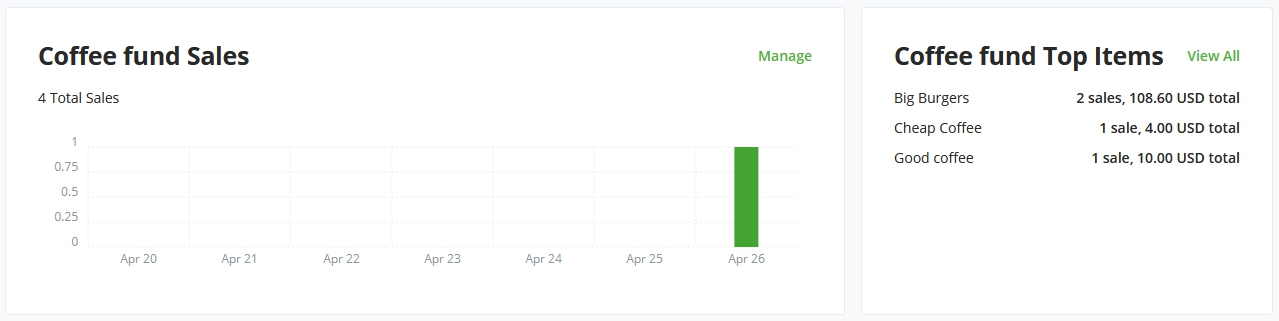 Coffee fund Sales
Manage
4 Total Sales
1
0.75
0.5
0.25
0
Apr 20 Apr 21 Apr 22 Apr 23 Apr 24 Apr 25 Apr 26
Coffee fund Top Items
View All
Big Burgers 2 sales, 108.60 USD total
Cheap Coffee 1 sale, 4.00 USD total
Good coffee 1 sale, 10.00 USD total